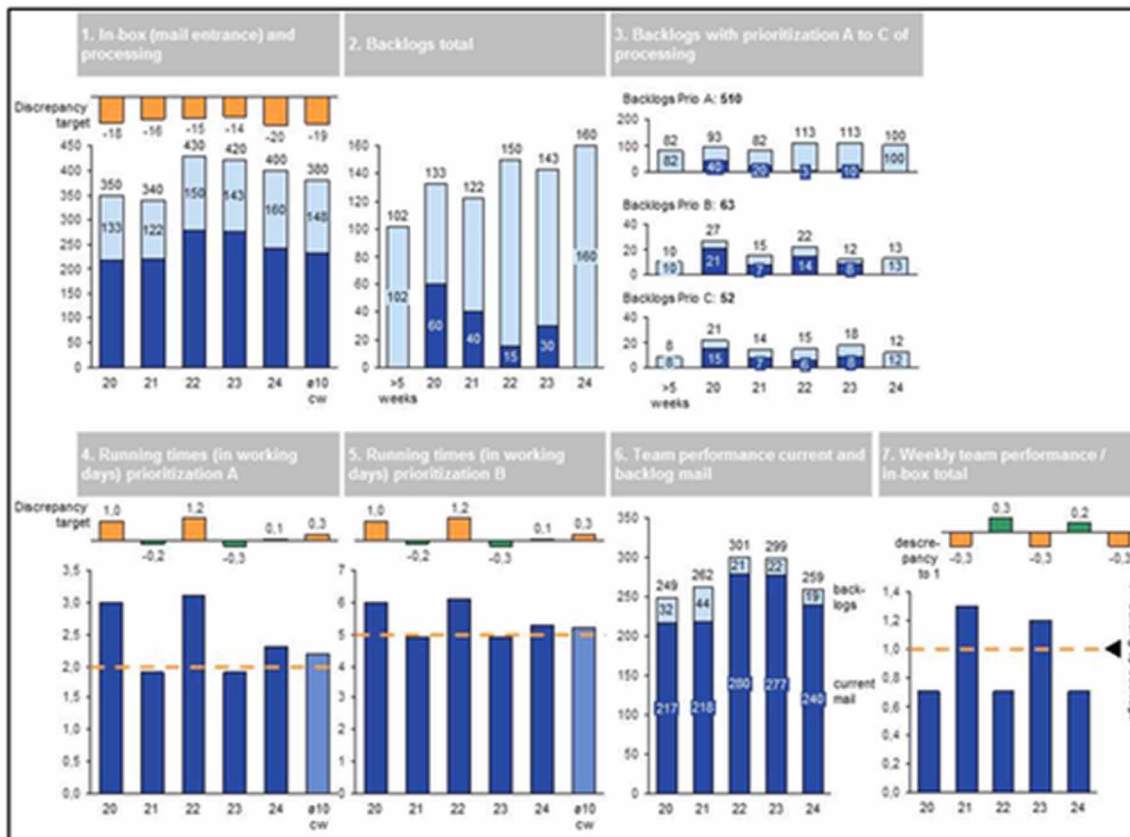 1. In-box (mail entrance) and
processing
Discrepancy
target
-18 -16 -15 -14 -20 -19
450
400
350
300
250
200
150
100
50
0
350 340 430 420 400 380
133 122 150 143 160 148
20 21 22 23 24 ø10
cw
2. Backlogs total
160
140
120
100
80
60
40
20
0
102 133 122 150 143 160
102 60 40 15 30 160
>5 20 21 22 23 24
weeks
3. Backlogs with prioritization A to C of
processing
Backlogs Prio A: 510
200
100
0
82 93 82 113 113 100
82 40 20 3 10 100
Backlogs Prio B: 63
40
20
0
10 27 15 22 12 13
10 21 7 14 8 13
Backlogs Prio C: 52
40
20
0
8 21 14 15 18 12
8 15 7 6 8 12
>5 20 21 22 23 24
weeks
4. Running times (in working
days) prioritization A
Discrepancy
target
1,0 -0,2 1,2 -0,3 0,1 0,3
3,5
3,0
2,5
2,0
1,5
1,0
0,5
0,0
20 21 22 23 24 ø10
cw
5. Running times (in working
days) prioritization B
1,0 -0,2 1,2 -0,3 0,1 0,3
7
6
5
4
3
2
1
0
20 21 22 23 24 ø10
cw
6. Team performance current and
backlog mail
350
300
250
200
150
100
50
0
249 262 301 299 259
32 44 21 22 19
217 218 280 277 240
back-
logs
current
mail
20 21 22 23 24
7. Weekly team performance /
in-box total
descre-
pancy
to 1
-0,3 0,3 -0,3 0,2 -0,3
1,4
1,2
1,0
0,8
0,6
0,4
0,2
0,0
20 21 22 23 24